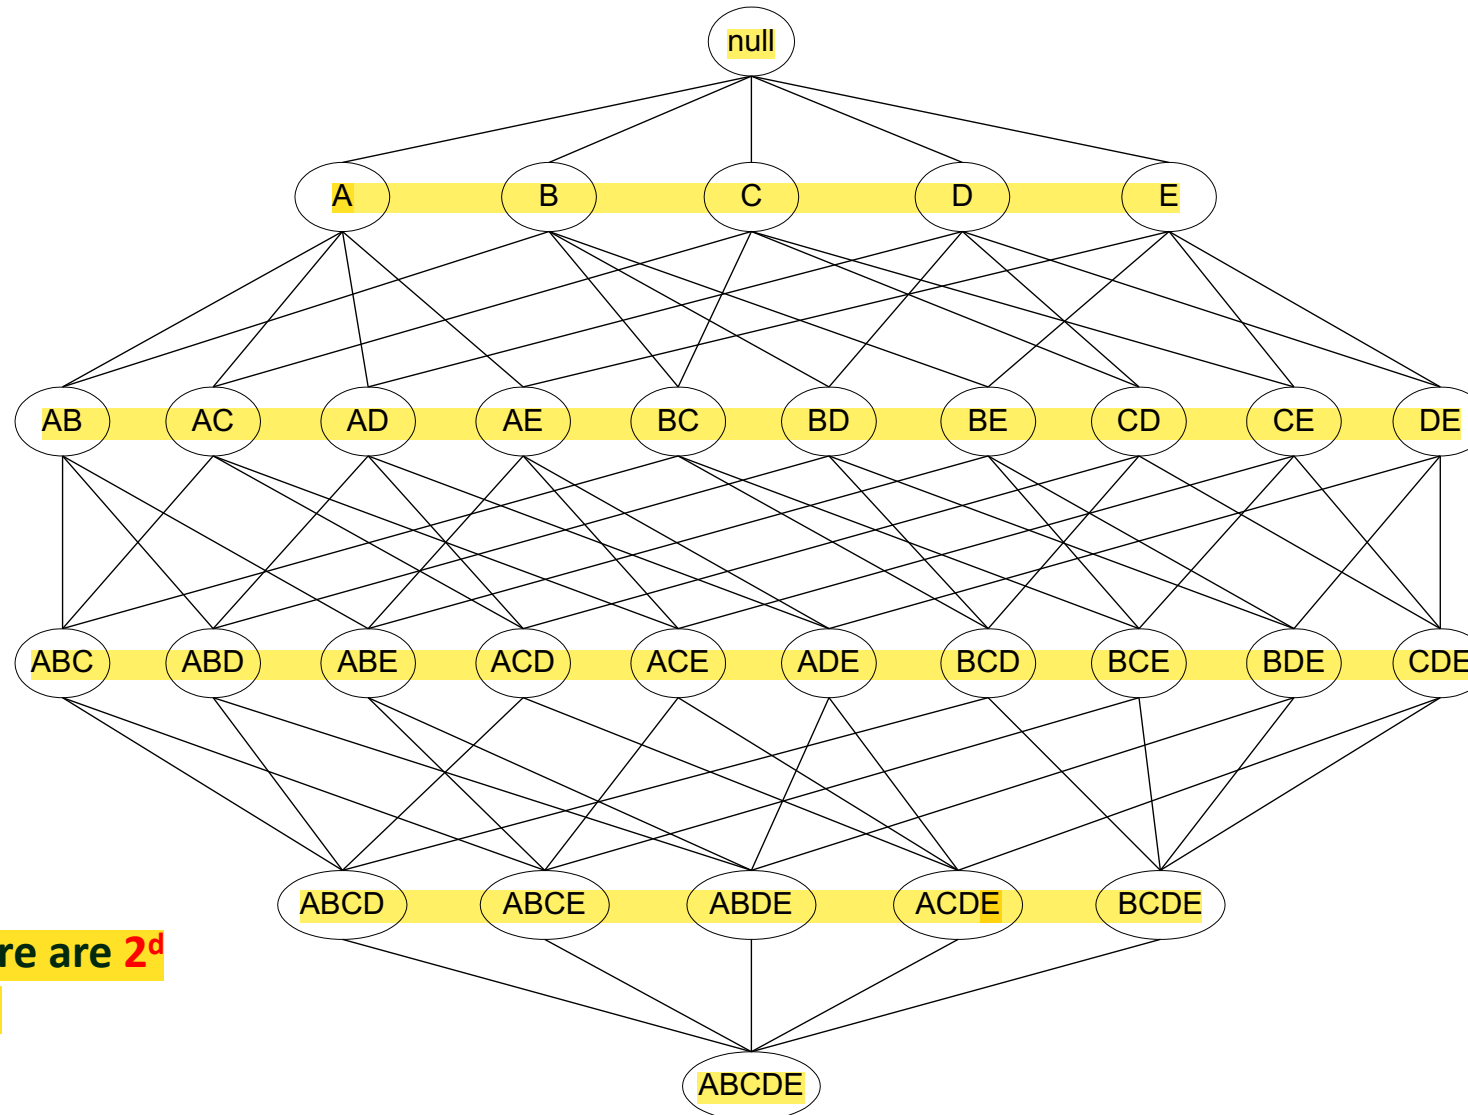 null
A B C D E
AB AC AD AE BC BD BE CD CE DE
ABC ABD ABE ACD ACE ADE BCD BCE BDE CDE
ABCD ABCE ABDE ACDE BCDE
re are 2ᵈ
ABCDE